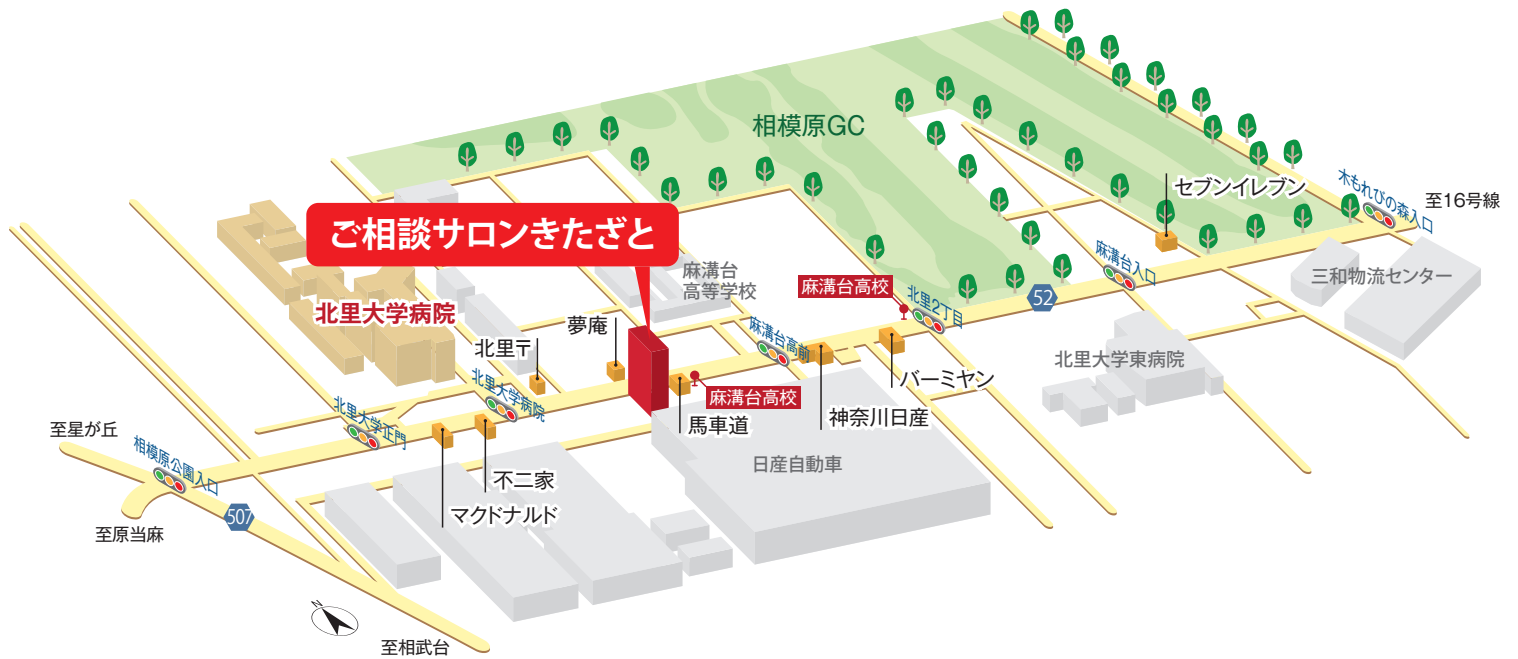 相模原GC
セブンイレブン
木もれびの森入口
至16号線
ご相談サロンきたざと
麻溝台
高等学校
麻溝台入口
三和物流センター
北里大学病院
麻溝台高校
北里2丁目
52
夢庵
麻溝台高前
北里〒
北里大学東病院
バーミヤン
北里大学病院
麻溝台高校
神奈川日産
馬車道
北里大学正門
至星が丘
相模原公園入口
日産自動車
不二家
マクドナルド
507
至原当麻
N
至相武台